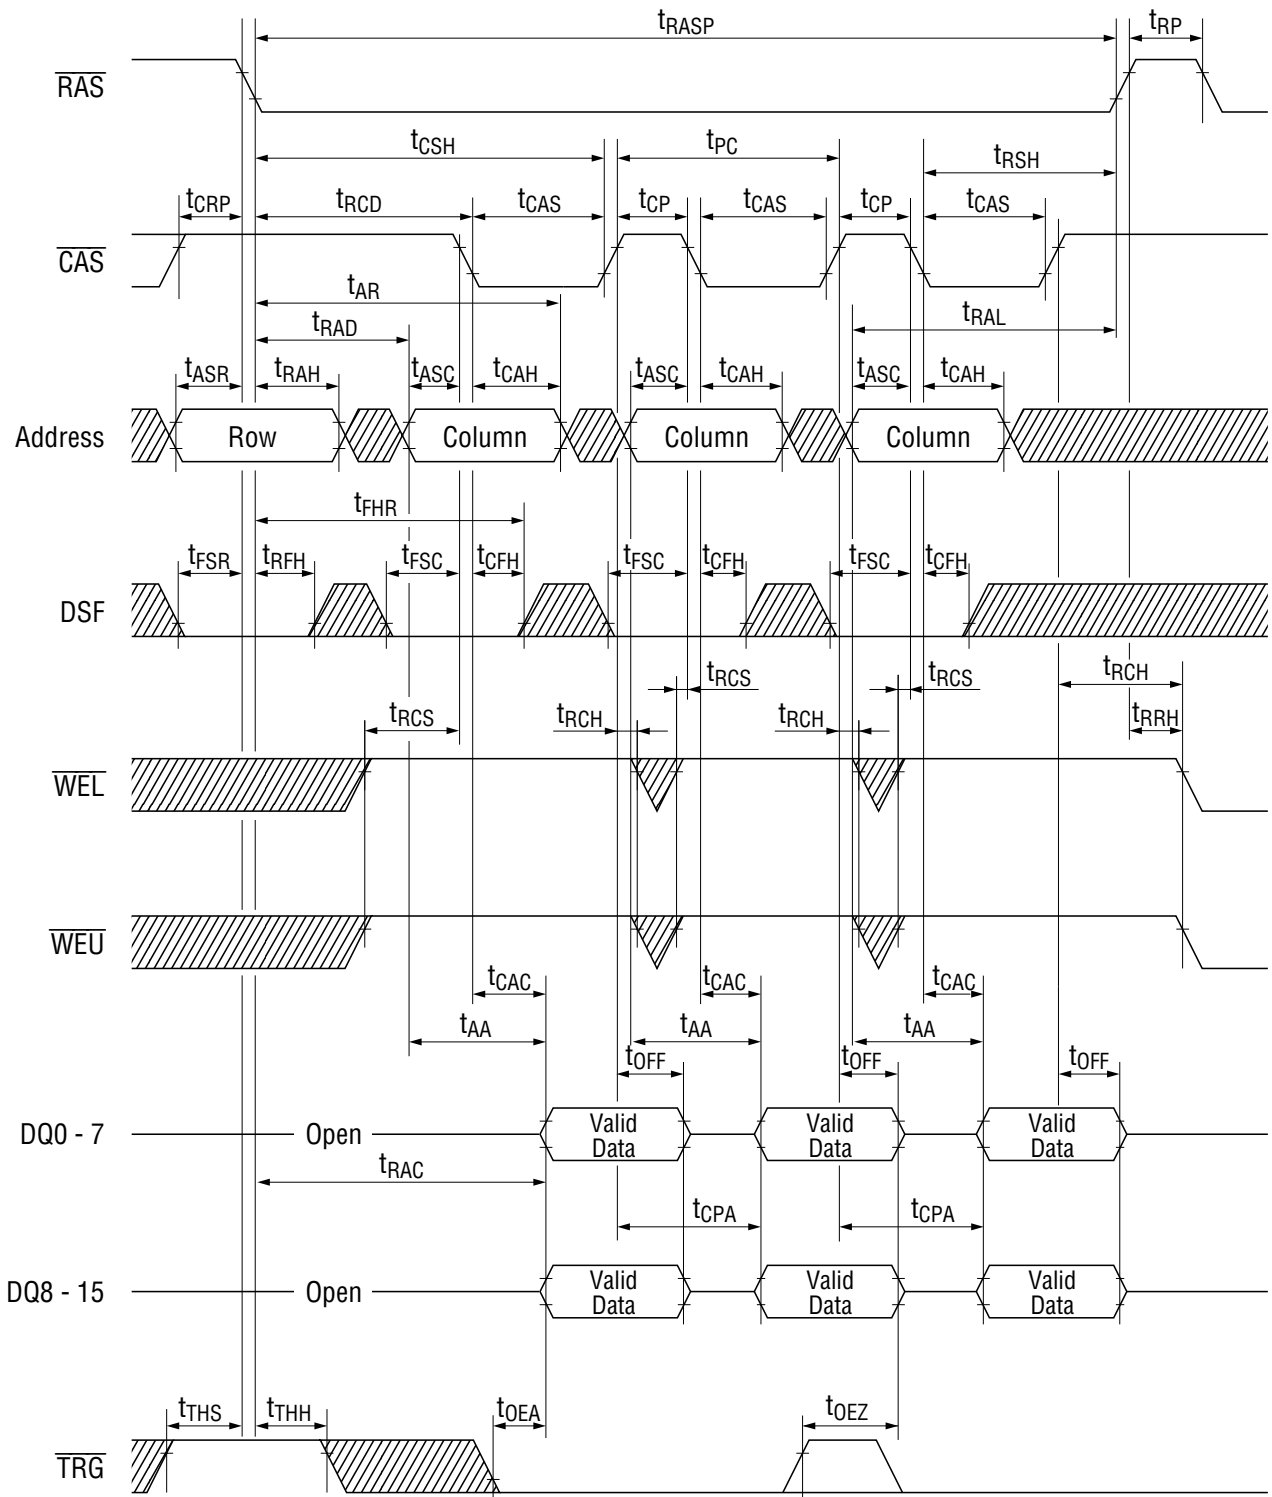 tRASP tRP
RAS
tCSH tPC tRSH
tCRP tRCD tCAS tCP tCAS tCP tCAS
CAS
tAR
tRAD tRAL
tASR tRAH tASC tCAH tASC tCAH tASC tCAH
Address Row Column Column Column
tFHR
tFSR tRFH tFSC tCFH tFSC tCFH tFSC tCFH
DSF
tRCS tRCS tRCH
tRCS tRCH tRCH tRRH
WEL
WEU
tCAC tCAC tCAC
tAA tAA tAA
tOFF tOFF tOFF
DQ0 - 7 Open Valid Data Valid Data Valid Data
tRAC
tCPA tCPA
DQ8 - 15 Open Valid Data Valid Data Valid Data
tTHS tTHH tOEA tOEZ
TRG